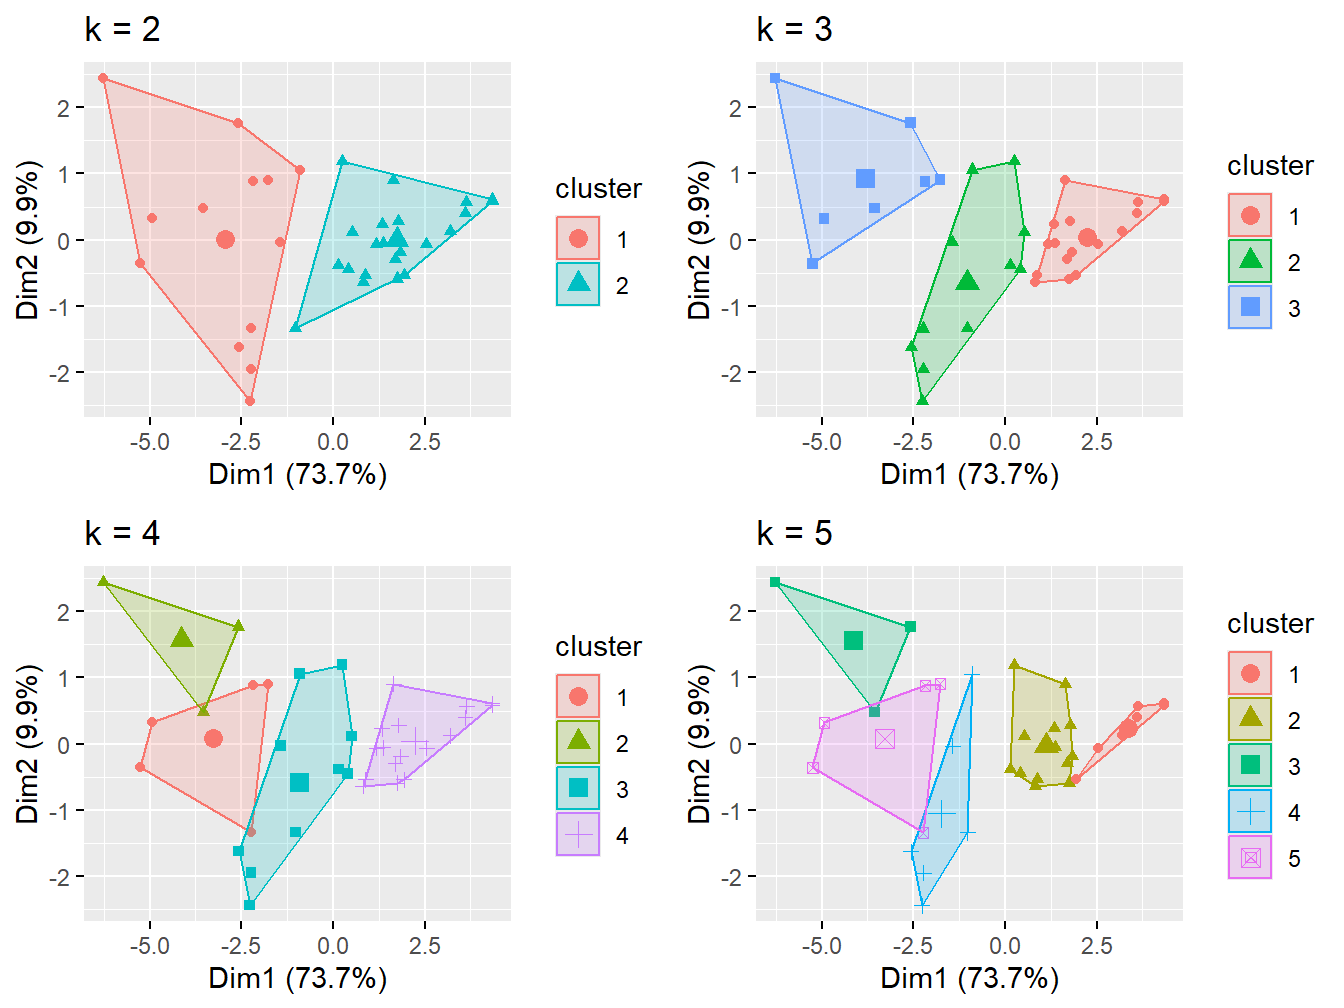 k = 2
2
1
0
-1
-2
Dim2 (9.9%)
-5.0 -2.5 0.0 2.5
Dim1 (73.7%)
cluster
1
2
k = 3
2
1
0
-1
-2
Dim2 (9.9%)
-5.0 -2.5 0.0 2.5
Dim1 (73.7%)
cluster
1
2
3
k = 4
2
1
0
-1
-2
Dim2 (9.9%)
-5.0 -2.5 0.0 2.5
Dim1 (73.7%)
cluster
1
2
3
4
k = 5
2
1
0
-1
-2
Dim2 (9.9%)
-5.0 -2.5 0.0 2.5
Dim1 (73.7%)
cluster
1
2
3
4
5